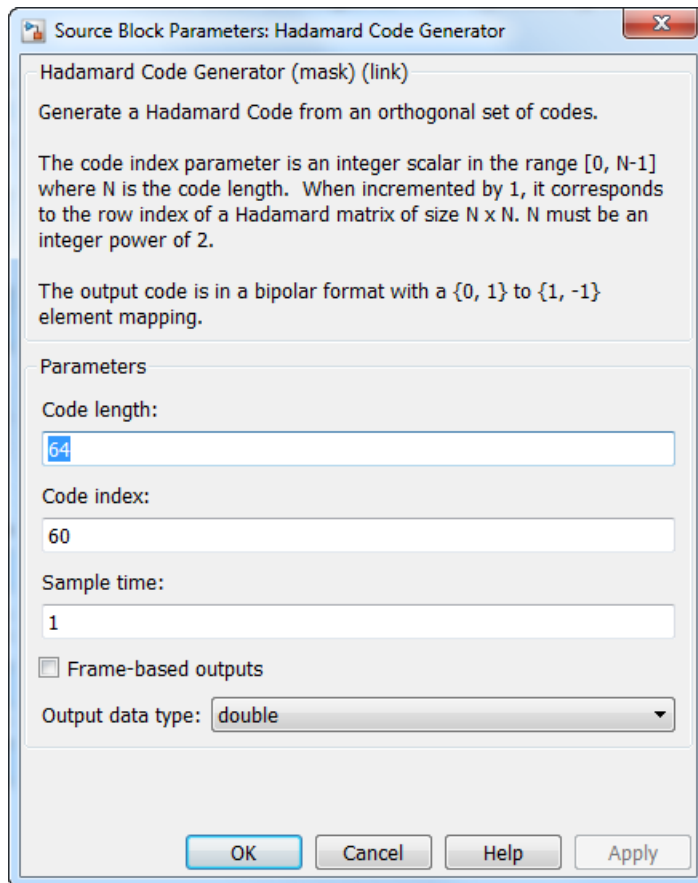 Source Block Parameters: Hadamard Code Generator
Hadamard Code Generator (mask) (link)
Generate a Hadamard Code from an orthogonal set of codes.
The code index parameter is an integer scalar in the range [0, N-1]
where N is the code length.  When incremented by 1, it corresponds
to the row index of a Hadamard matrix of size N x N. N must be an
integer power of 2.
The output code is in a bipolar format with a {0, 1} to {1, -1}
element mapping.
Parameters
Code length:
64
Code index:
60
Sample time:
1
Frame-based outputs
Output data type: double
OK Cancel Help Apply